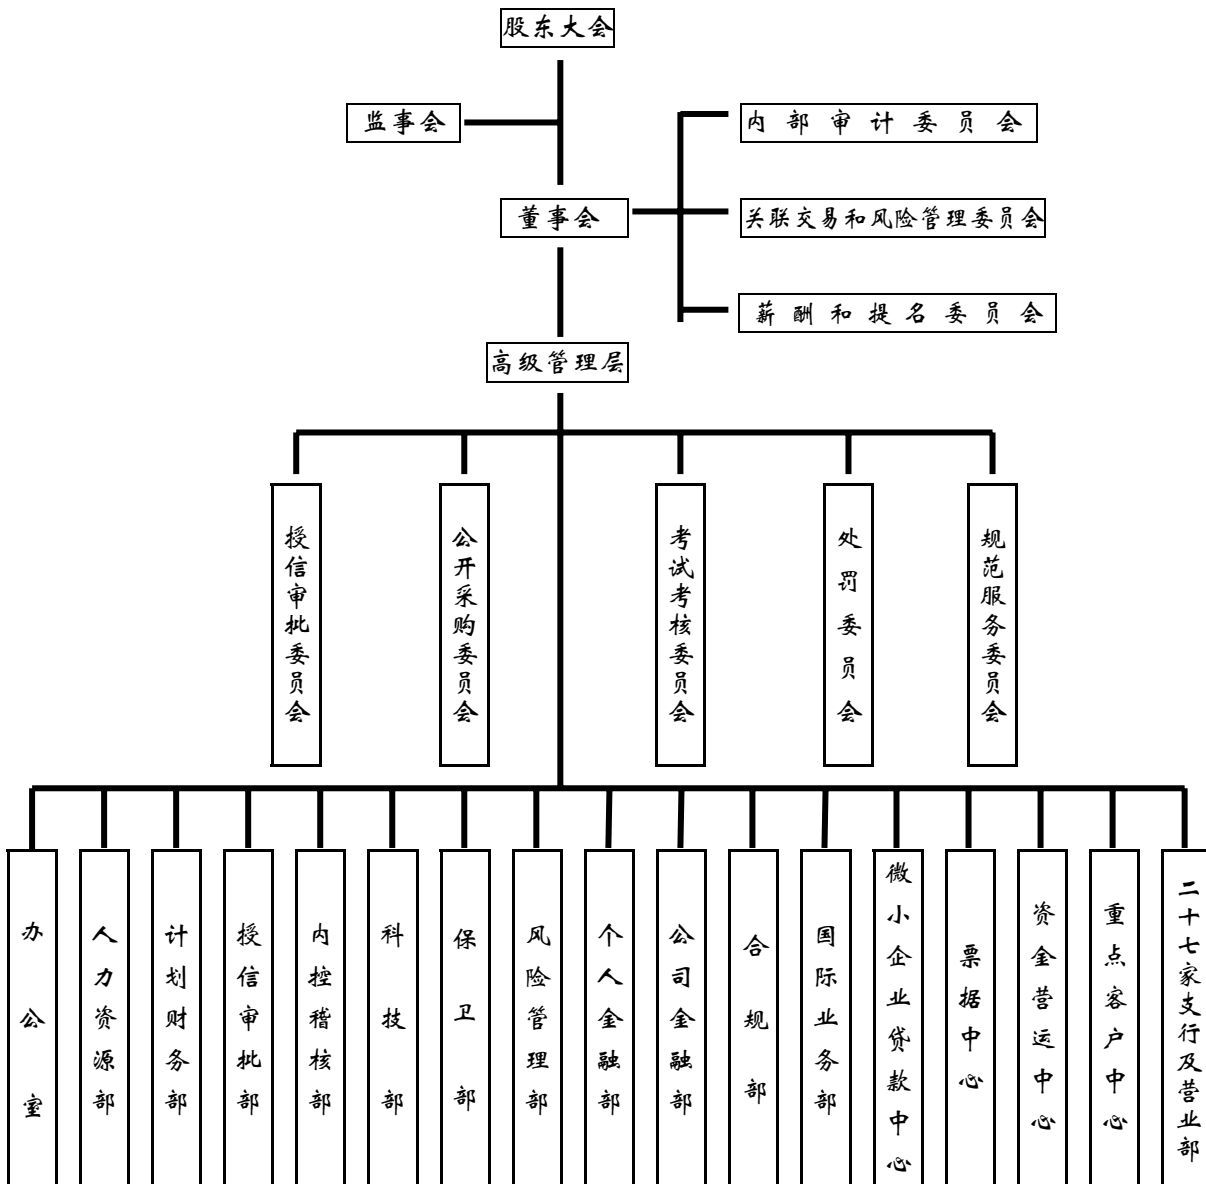 股东大会
监事会
内部审计委员会
董事会
关联交易和风险管理委员会
薪酬和提名委员会
高级管理层
授信审批委员会
公开采购委员会
考试考核委员会
处罚委员会
规范服务委员会
办公室
人力资源部
计划财务部
授信审批部
内控稽核部
科技部
保卫部
风险管理部
个人金融部
公司金融部
合规部
国际业务部
微小企业贷款中心
票据中心
资金营运中心
重点客户中心
二十七家支行及营业部